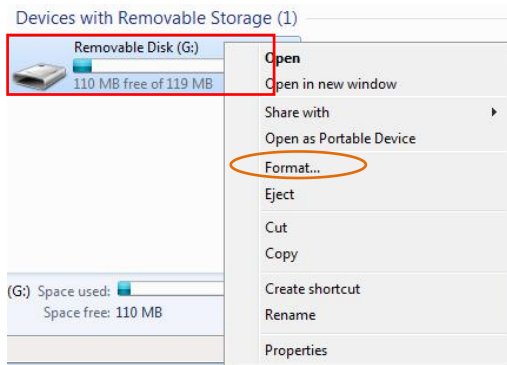 Devices with Removable Storage (1)
Removable Disk (G:)
110 MB free of 119 MB
Open
Open in new window
Share with
Open as Portable Device
Format...
Eject
Cut
Copy
Create shortcut
Rename
Properties
(G:) Space used:
Space free: 110 MB